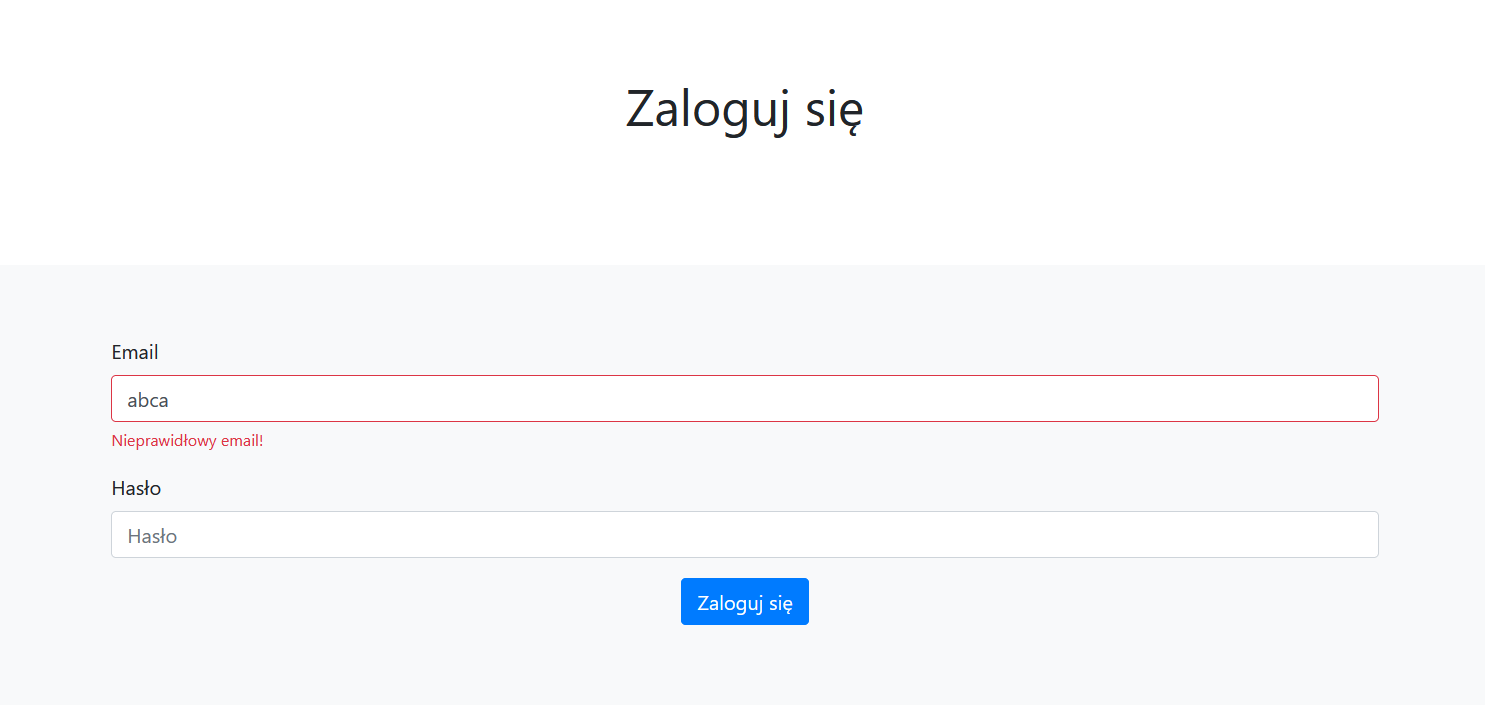 Zaloguj się
Email
abca
Nieprawidłowy email!
Hasło
Hasło
Zaloguj się